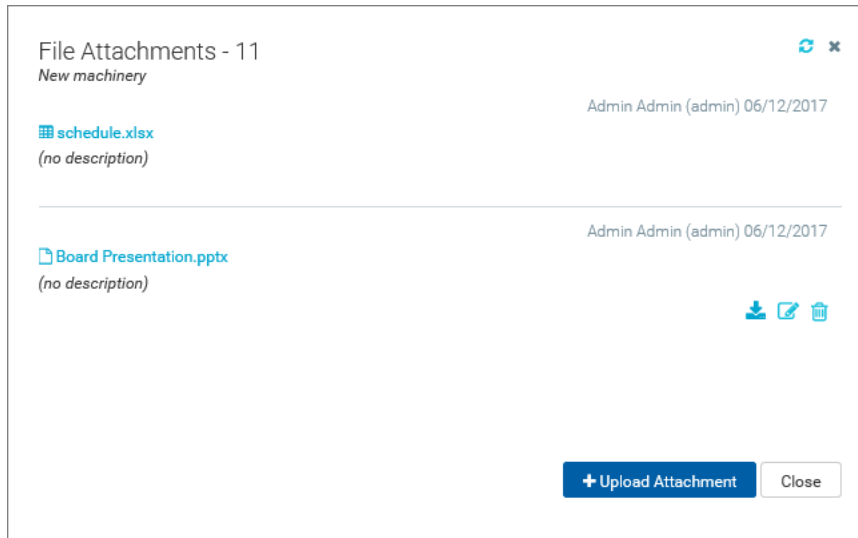 File Attachments - 11
New machinery
Admin Admin (admin) 06/12/2017
schedule.xlsx
(no description)
Admin Admin (admin) 06/12/2017
Board Presentation.pptx
(no description)
Upload Attachment
Close